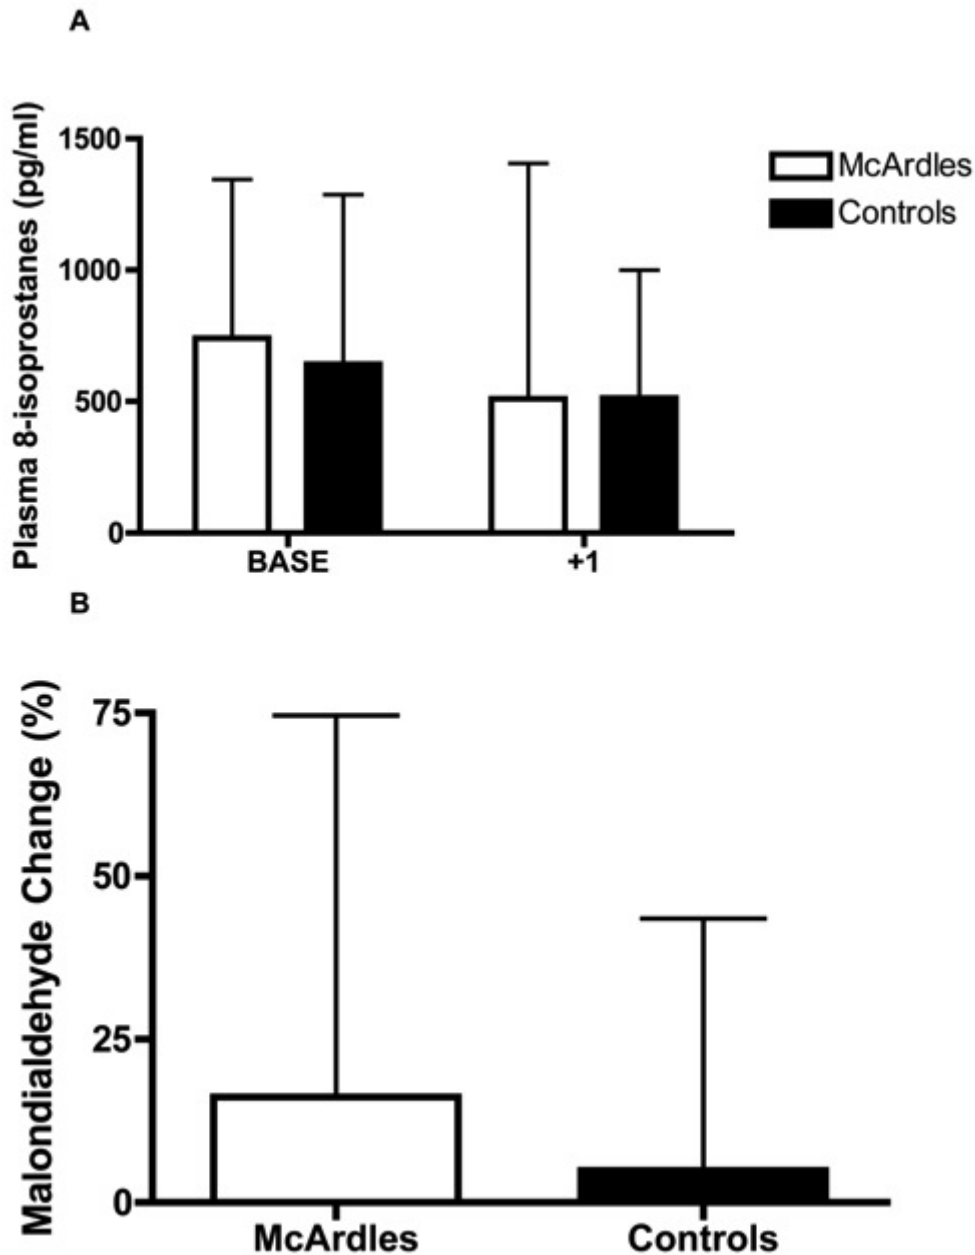 A
Plasma 8-isoprostanes (pg/ml)
1500
1000
500
0
BASE
+1
McArdles
Controls
B
Malondialdehyde Change (%)
75
50
25
0
McArdles
Controls